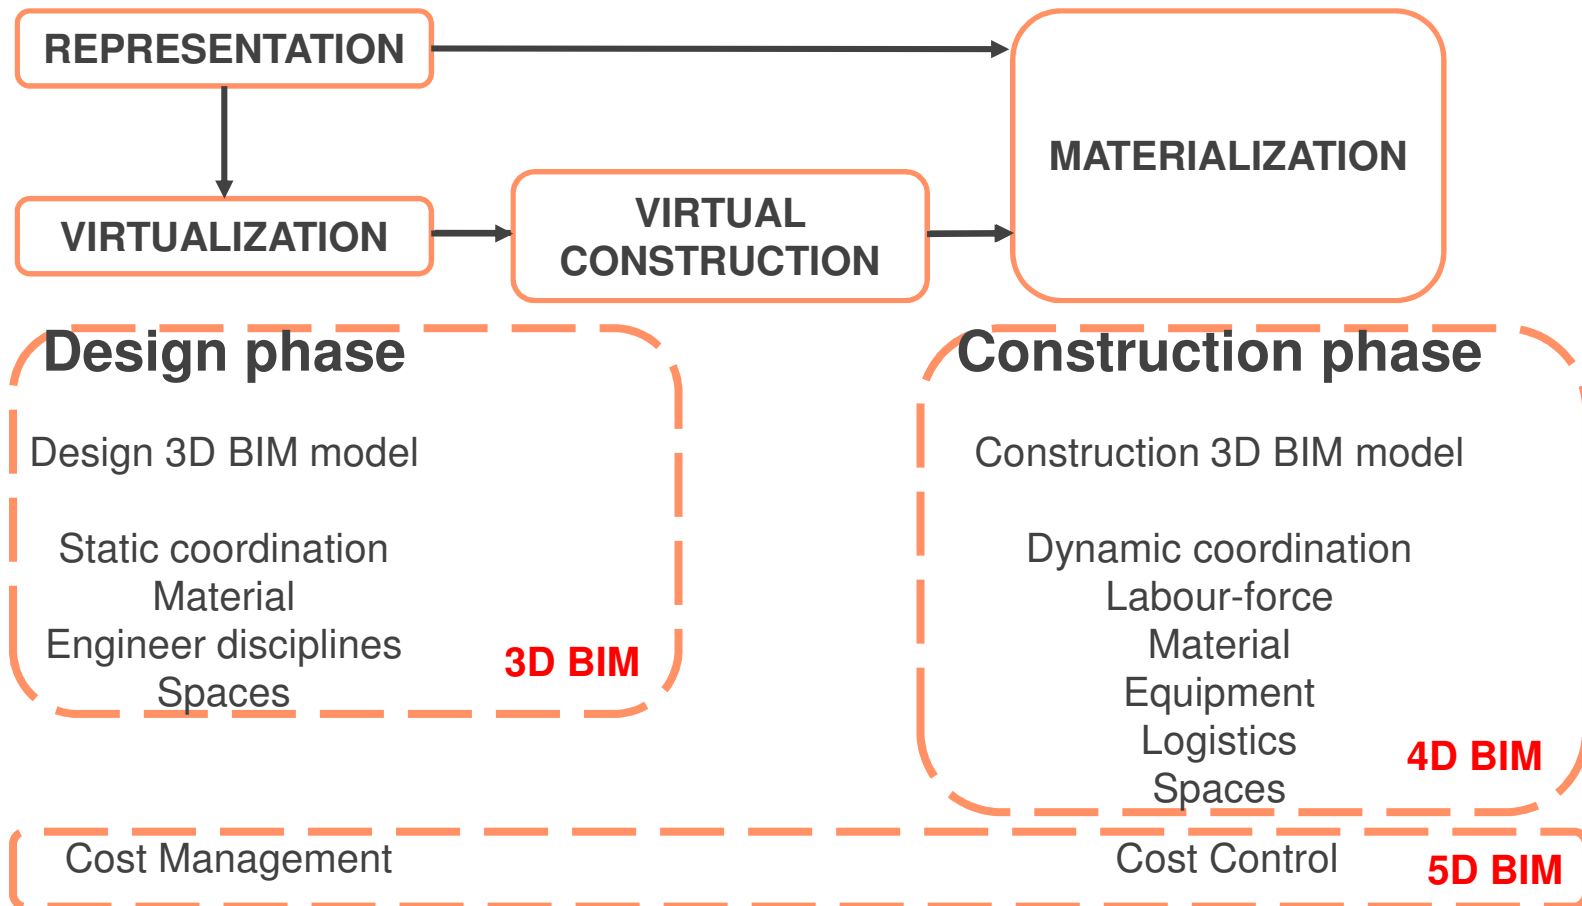 REPRESENTATION
MATERIALIZATION
VIRTUALIZATION
VIRTUAL
CONSTRUCTION
Design phase
Design 3D BIM model
Static coordination
Material
Engineer disciplines
Spaces
3D BIM
Construction phase
Construction 3D BIM model
Dynamic coordination
Labour-force
Material
Equipment
Logistics
Spaces
4D BIM
Cost Management
Cost Control
5D BIM